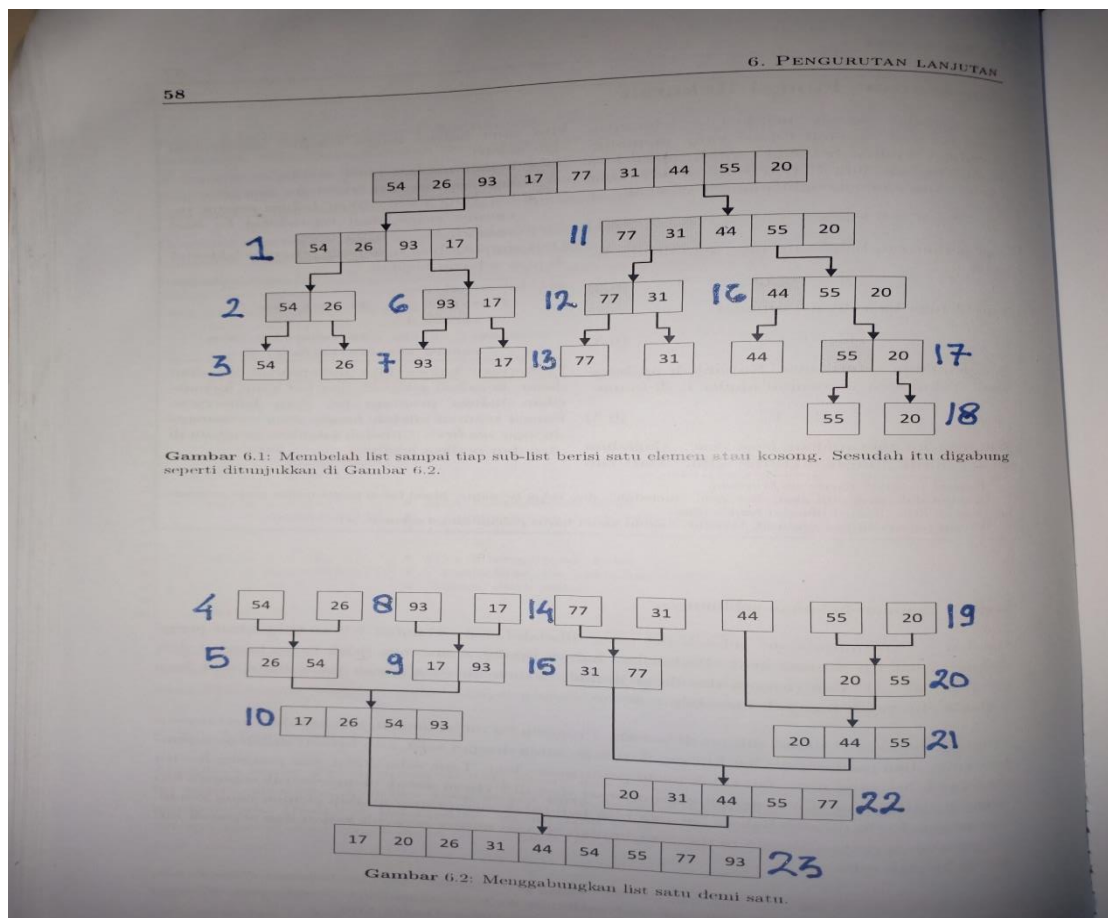 6. PENGURUTAN LANJUTAN
58
54 26 93 17 77 31 44 55 20
1 54 26 93 17 11 77 31 44 55 20
2 54 26 6 93 17 12 77 31 16 44 55 20
3 54 26 7 93 17 13 77 31 44 55 20 17
55 20 18
Gambar 6.1: Membelah list sampai tiap sub-list berisi satu elemen stau kosong. Sesudah itu digabung
seperti ditunjukkan di Gambar 6.2.
4 54 26 8 93 17 14 77 31 44 55 20 19
5 26 54 9 17 93 15 31 77 20 55 20
10 17 26 54 93 20 44 55 21
20 31 44 55 77 22
17 20 26 31 44 54 55 77 93 23
Gambar 6.2: Menggabungkan list satu demi satu.